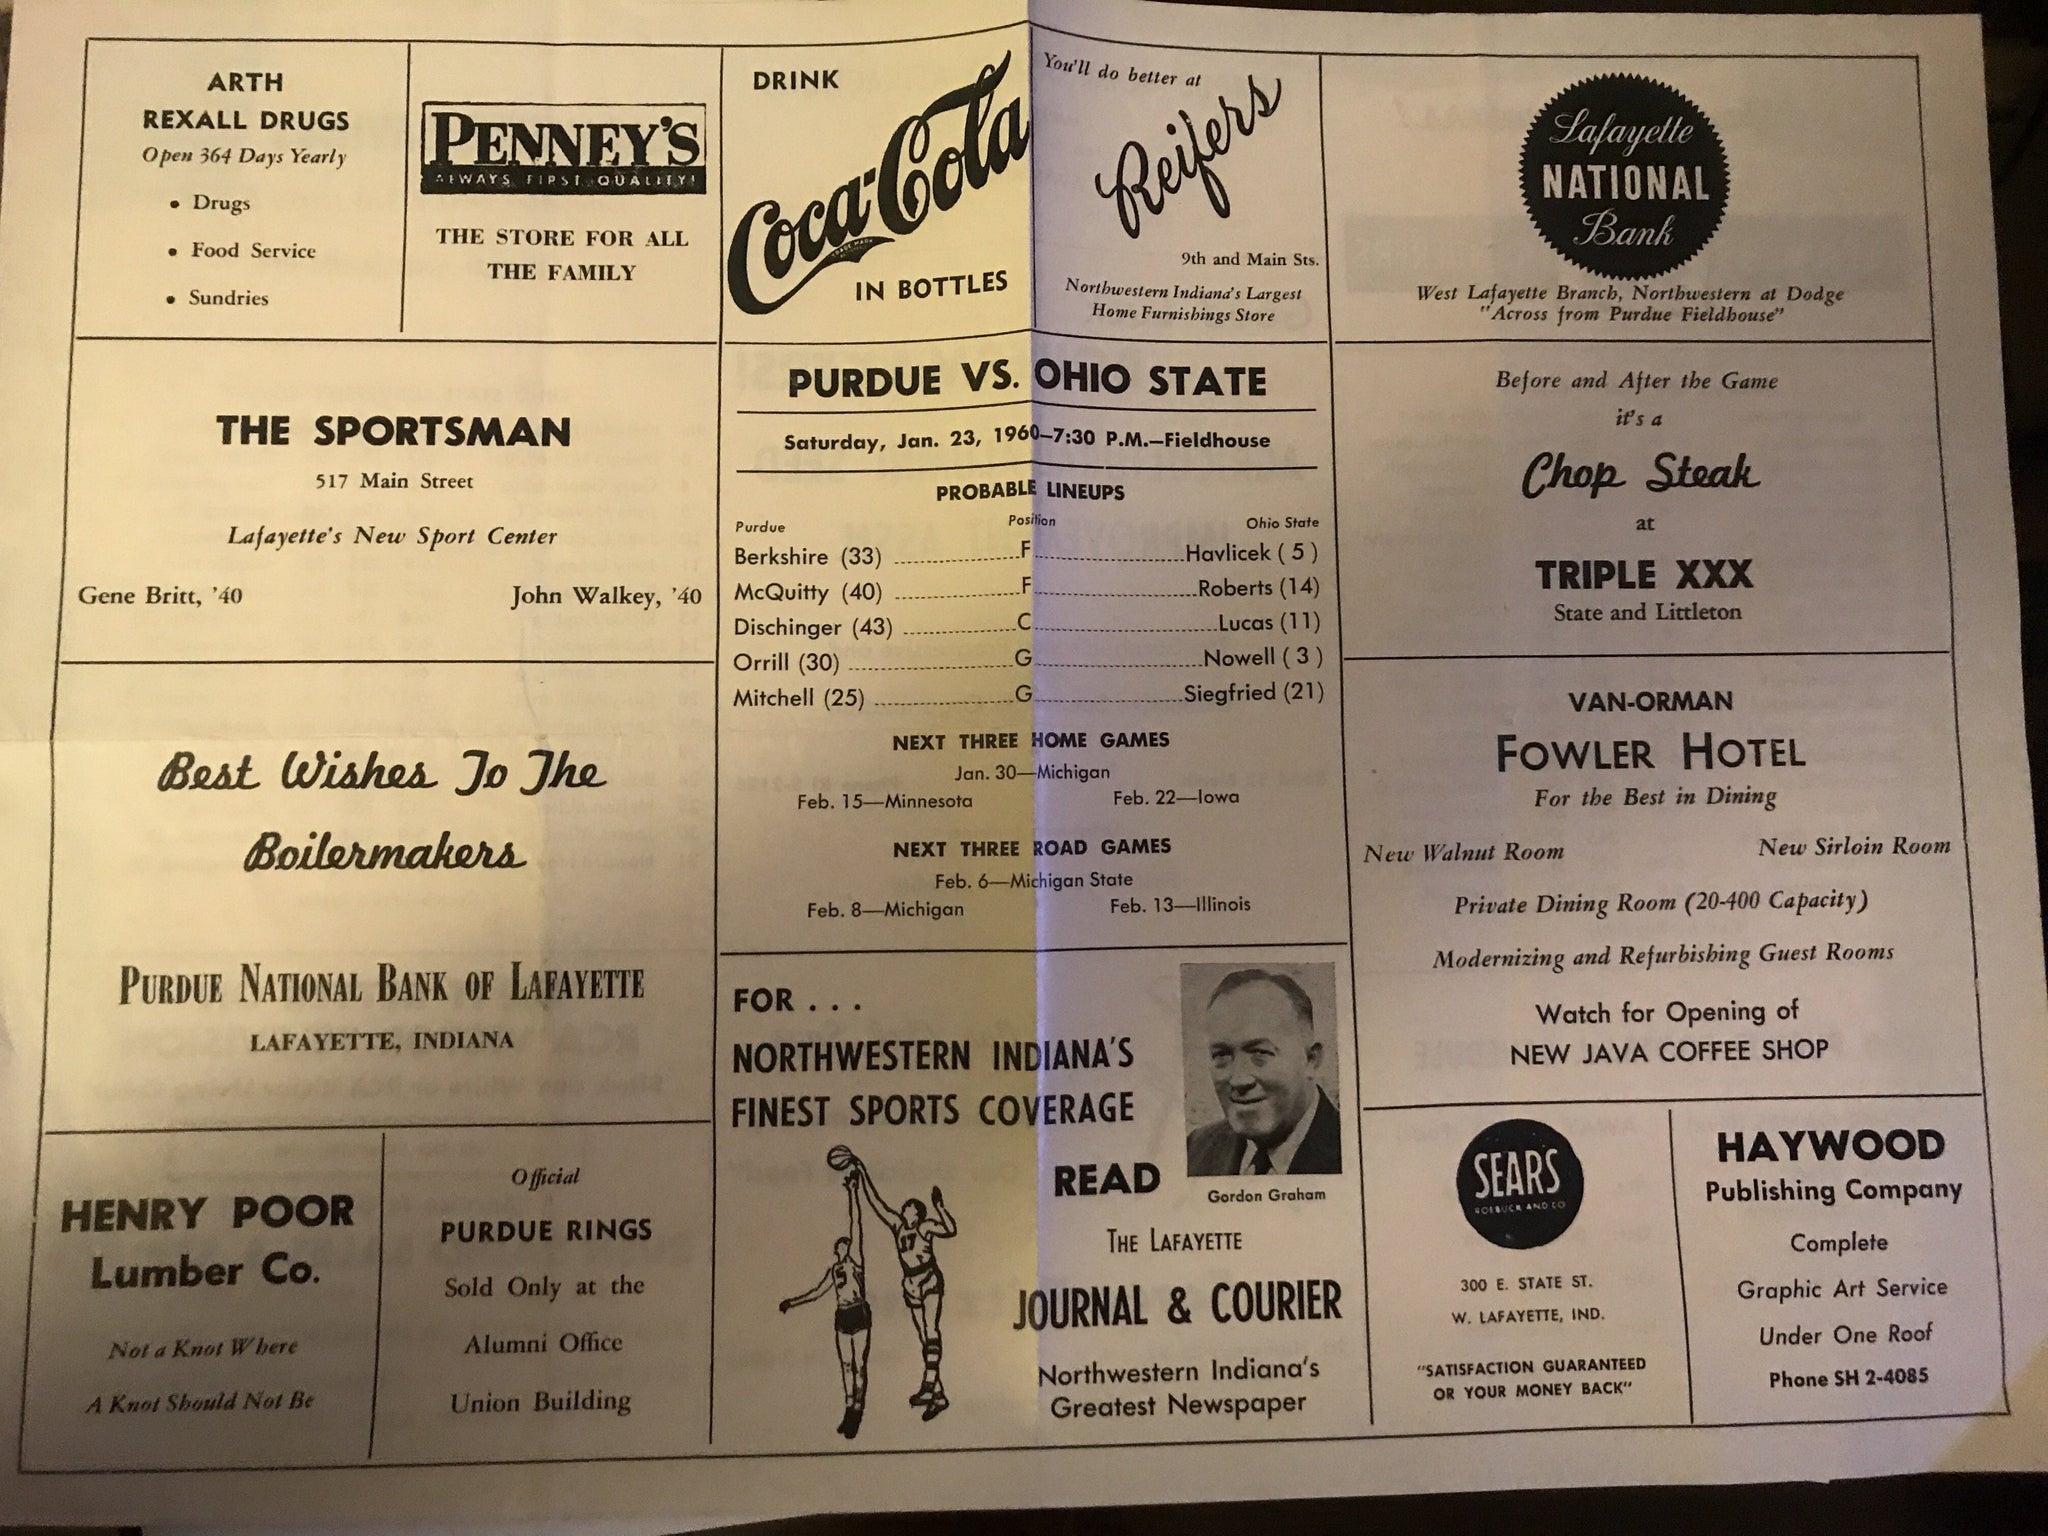 ARTH
REXALL DRUGS
Open 364 Days Yearly
• Drugs
• Food Service
• Sundries
PENNEY'S
ALWAYS FIRST QUALITY!
THE STORE FOR ALL
THE FAMILY
DRINK
Coca-Cola
TRADE MARK
IN BOTTLES
You'll do better at
Reifers
9th and Main Sts.
Northwestern Indiana's Largest
Home Furnishings Store
Lafayette
NATIONAL
Bank
West Lafayette Branch, Northwestern at Dodge
"Across from Purdue Fieldhouse"
THE SPORTSMAN
517 Main Street
Lafayette's New Sport Center
Gene Britt, '40 John Walkey, '40
Best Wishes To The
Boilermakers
PURDUE NATIONAL BANK OF LAFAYETTE
LAFAYETTE, INDIANA
HENRY POOR
Lumber Co.
Not a Knot Where
A Knot Should Not Be
Official
PURDUE RINGS
Sold Only at the
Alumni Office
Union Building
PURDUE VS. OHIO STATE
Saturday, Jan. 23, 1960–7:30 P.M.–Fieldhouse
PROBABLE LINEUPS
Purdue Position Ohio State
Berkshire (33) F Havlicek ( 5 )
McQuitty (40) F Roberts (14)
Dischinger (43) C Lucas (11)
Orrill (30) G Nowell ( 3 )
Mitchell (25) G Siegfried (21)
NEXT THREE HOME GAMES
Jan. 30—Michigan
Feb. 15—Minnesota Feb. 22—Iowa
NEXT THREE ROAD GAMES
Feb. 6—Michigan State
Feb. 8—Michigan Feb. 13—Illinois
FOR . . .
NORTHWESTERN INDIANA'S
FINEST SPORTS COVERAGE
READ
Gordon Graham
THE LAFAYETTE
JOURNAL & COURIER
Northwestern Indiana's
Greatest Newspaper
Before and After the Game
it's a
Chop Steak
at
TRIPLE XXX
State and Littleton
VAN-ORMAN
FOWLER HOTEL
For the Best in Dining
New Walnut Room New Sirloin Room
Private Dining Room (20-400 Capacity)
Modernizing and Refurbishing Guest Rooms
Watch for Opening of
NEW JAVA COFFEE SHOP
SEARS
ROEBUCK AND CO
300 E. STATE ST.
W. LAFAYETTE, IND.
"SATISFACTION GUARANTEED
OR YOUR MONEY BACK"
HAYWOOD
Publishing Company
Complete
Graphic Art Service
Under One Roof
Phone SH 2-4085